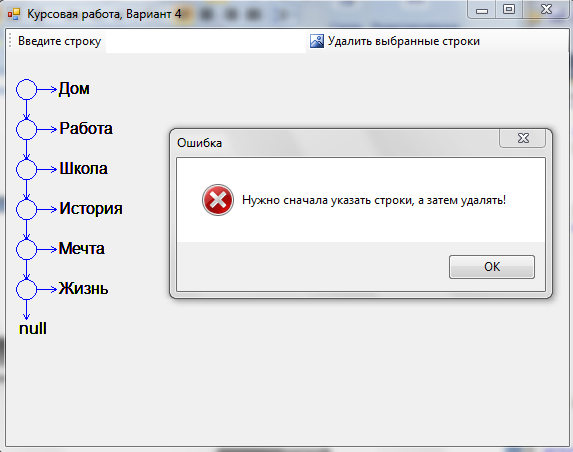 Курсовая работа, Вариант 4
Введите строку
Удалить выбранные строки
Дом
Работа
Школа
История
Мечта
Жизнь
null
Ошибка
Нужно сначала указать строки, а затем удалять!
OK